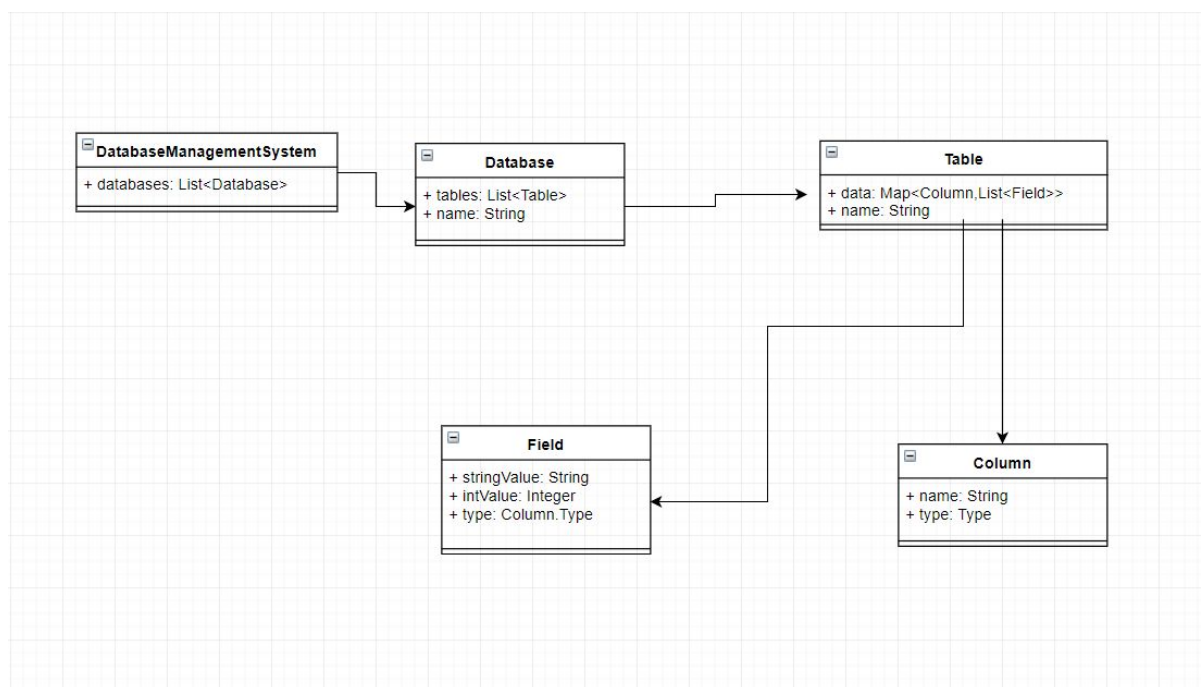 DatabaseManagementSystem
+ databases: List<Database>
Database
+ tables: List<Table>
+ name: String
Table
+ data: Map<Column,List<Field>>
+ name: String
Field
+ stringValue: String
+ intValue: Integer
+ type: Column.Type
Column
+ name: String
+ type: Type